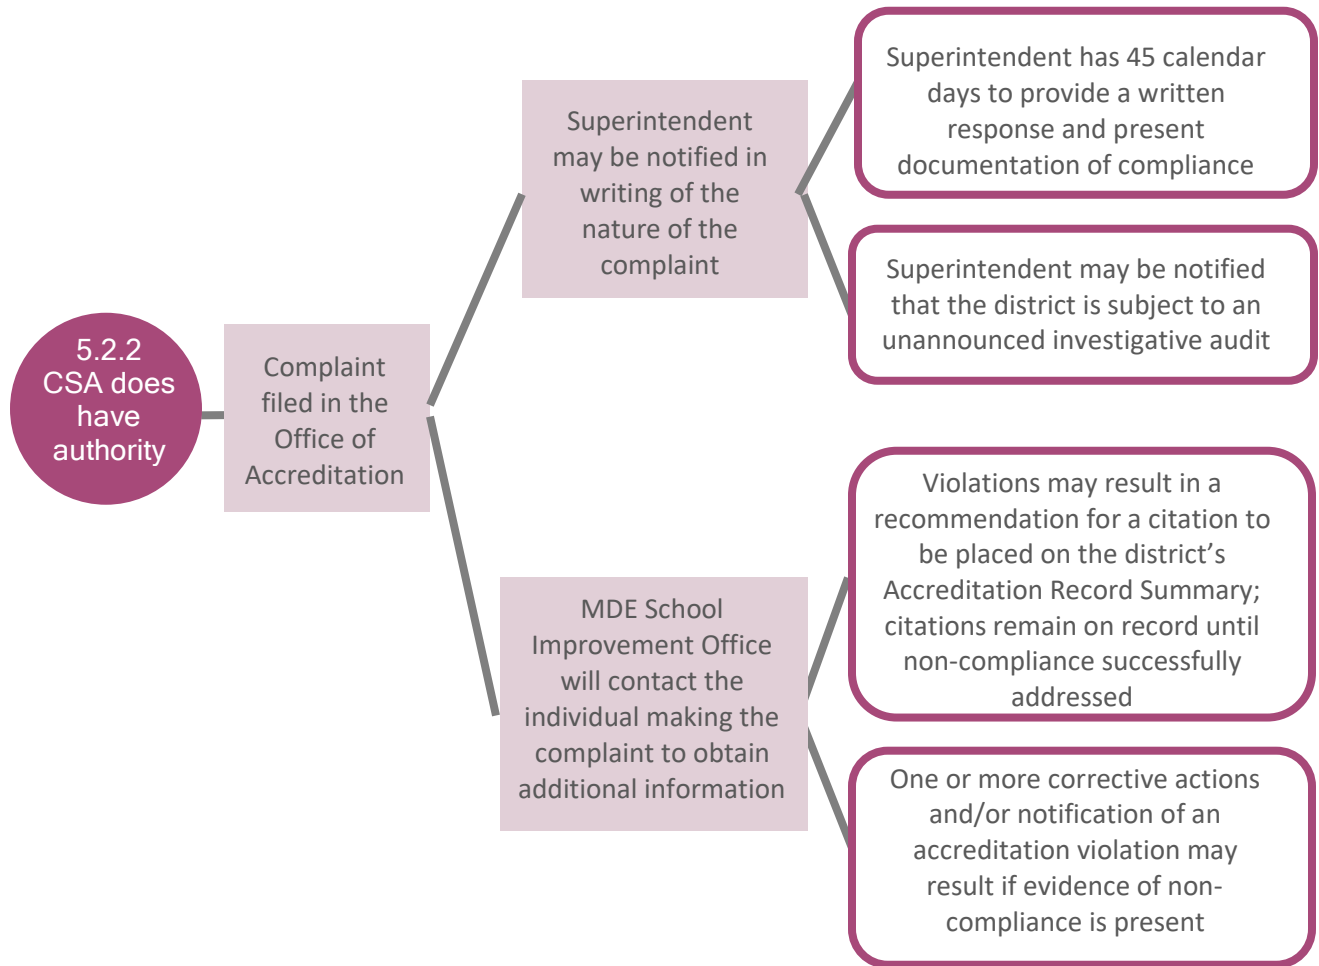 5.2.2
CSA does
have
authority
Complaint
filed in the
Office of
Accreditation
Superintendent
may be notified in
writing of the
nature of the
complaint
Superintendent has 45 calendar
days to provide a written
response and present
documentation of compliance
Superintendent may be notified
that the district is subject to an
unannounced investigative audit
MDE School
Improvement Office
will contact the
individual making the
complaint to obtain
additional information
Violations may result in a
recommendation for a citation to
be placed on the district’s
Accreditation Record Summary;
citations remain on record until
non-compliance successfully
addressed
One or more corrective actions
and/or notification of an
accreditation violation may
result if evidence of non-
compliance is present